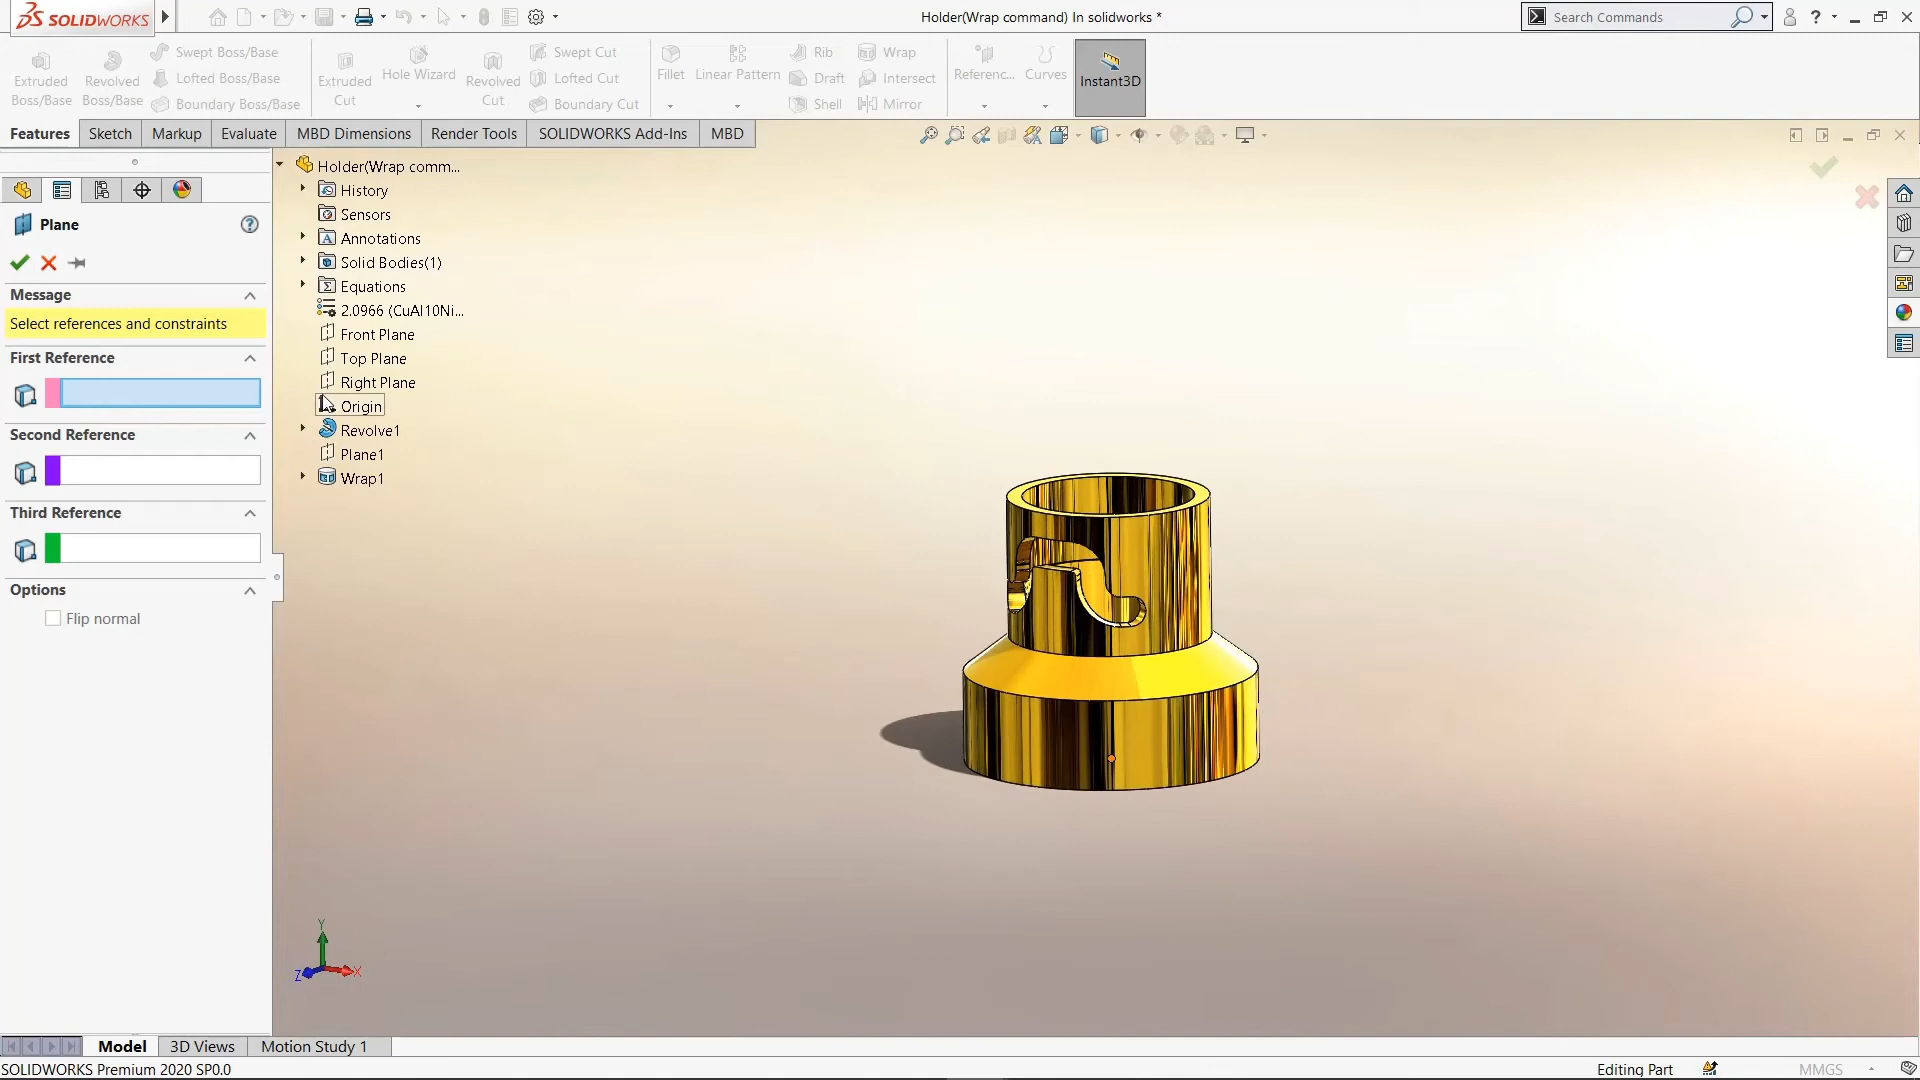 SOLIDWORKS
Holder(Wrap command) In solidworks *
Search Commands
Extruded Boss/Base
Revolved Boss/Base
Swept Boss/Base
Lofted Boss/Base
Boundary Boss/Base
Extruded Cut
Hole Wizard
Revolved Cut
Swept Cut
Lofted Cut
Boundary Cut
Fillet
Linear Pattern
Rib
Draft
Shell
Wrap
Intersect
Mirror
Referenc...
Curves
Instant3D
Features
Sketch
Markup
Evaluate
MBD Dimensions
Render Tools
SOLIDWORKS Add-Ins
MBD
Plane
Message
Select references and constraints
First Reference
Second Reference
Third Reference
Options
Flip normal
Holder(Wrap comm...
History
Sensors
Annotations
Solid Bodies(1)
Equations
2.0966 (CuAl10Ni...
Front Plane
Top Plane
Right Plane
Origin
Revolve1
Plane1
Wrap1
Y
Z
X
Model
3D Views
Motion Study 1
SOLIDWORKS Premium 2020 SP0.0
Editing Part
MMGS